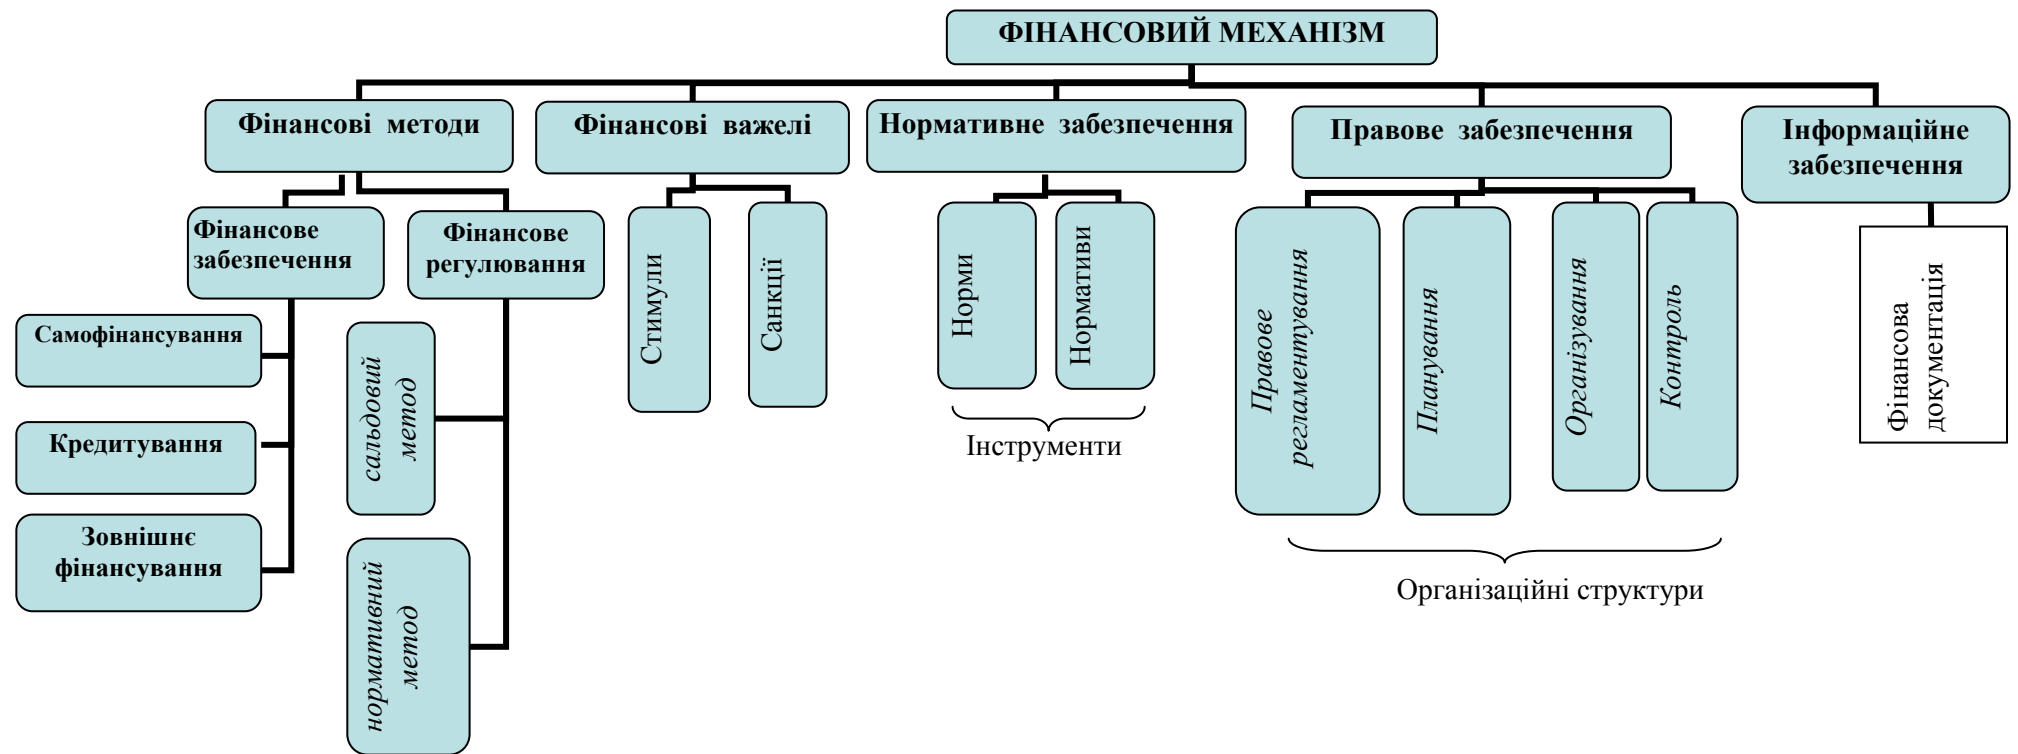 ФІНАНСОВИЙ МЕХАНІЗМ
Фінансові методи
Фінансові важелі
Нормативне забезпечення
Правове забезпечення
Інформаційне
забезпечення
Фінансове
забезпечення
Фінансове
регулювання
Стимули
Санкції
Норми
Нормативи
Правове
регламентування
Планування
Організування
Контроль
Фінансова
документація
Самофінансування
Кредитування
Зовнішнє
фінансування
сальдовий
метод
нормативний
метод
Інструменти
Організаційні структури